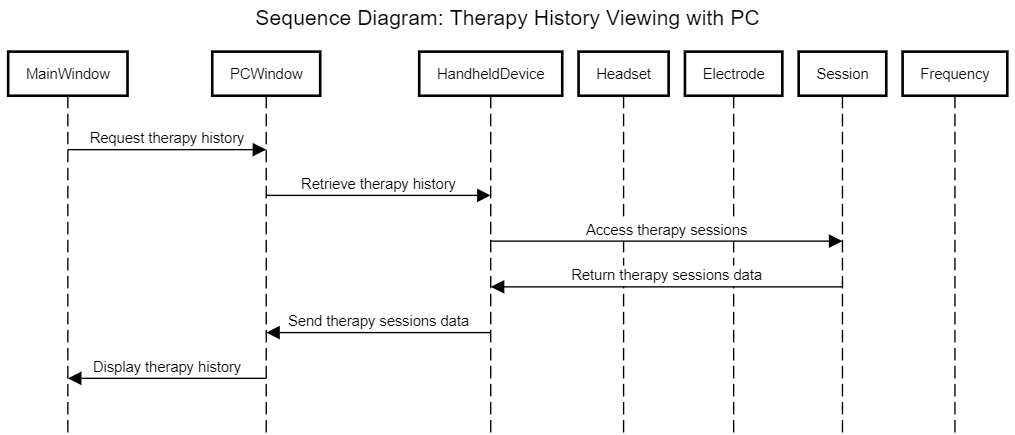 Sequence Diagram: Therapy History Viewing with PC
MainWindow
PCWindow
HandheldDevice
Headset
Electrode
Session
Frequency
Request therapy history
Retrieve therapy history
Access therapy sessions
Return therapy sessions data
Send therapy sessions data
Display therapy history